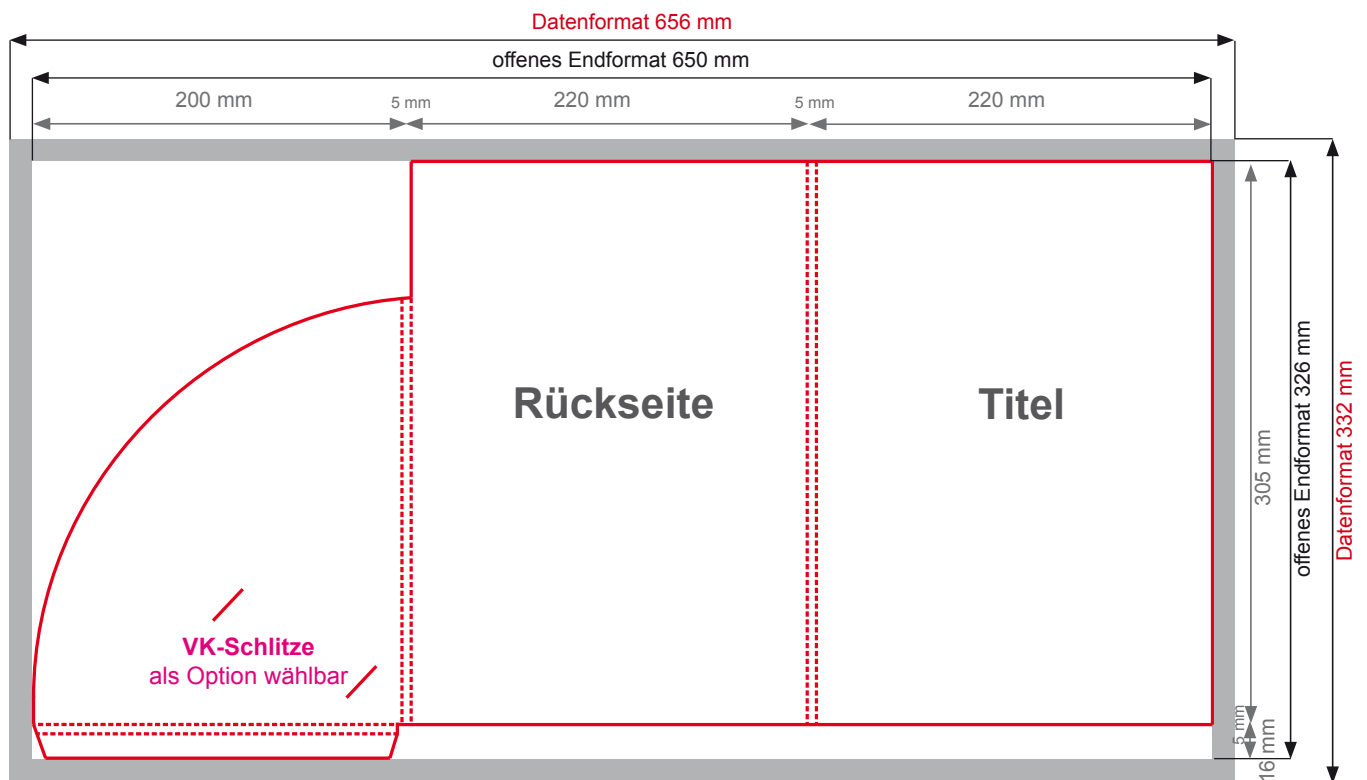 Datenformat 656 mm
offenes Endformat 650 mm
200 mm
5 mm
220 mm
5 mm
220 mm
Rückseite
Titel
VK-Schlitze
als Option wählbar
305 mm
5 mm
16 mm
offenes Endformat 326 mm
Datenformat 332 mm